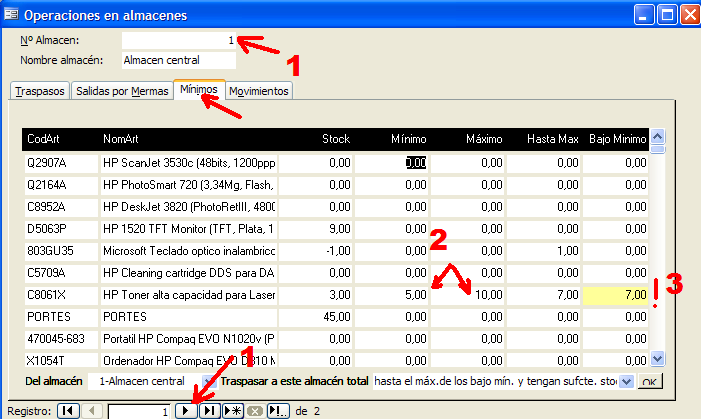 Operaciones en almacenes
Nº Almacen: 1
1
Nombre almacén: Almacen central
Traspasos Salidas por Mermas Mínimos Movimientos
CodArt NomArt Stock Mínimo Máximo Hasta Max Bajo Minimo
Q2907A HP ScanJet 3530c (48bits, 1200ppp 0,00 0,00 0,00 0,00 0,00
Q2164A HP PhotoSmart 720 (3,34Mg, Flash, 0,00 0,00 0,00 0,00 0,00
C8952A HP DeskJet 3820 (PhotoRetIII, 4800 0,00 0,00 0,00 0,00 0,00
D5063P HP 1520 TFT Monitor (TFT, Plata, 1 9,00 0,00 0,00 0,00 0,00
803GU35 Microsoft Teclado optico inalambrico -1,00 0,00 0,00 1,00 0,00
2
C5709A HP Cleaning cartridge DDS para DA 0,00 0,00 0,00 0,00 0,00
C8061X HP Toner alta capacidad para Laser 3,00 5,00 10,00 7,00 7,00
! 3
PORTES PORTES 45,00 0,00 0,00 0,00 0,00
470045-683 Portatil HP Compaq EVO N1020v (P 0,00 0,00 0,00 0,00 0,00
X1054T Ordenador HP Compaq EVO D310 M 0,00 0,00 0,00 0,00 0,00
1
Del almacén 1-Almacen central Traspasar a este almacén total hasta el máx.de los bajo mín. y tengan sufcte. stoc OK
Registro: 1 de 2